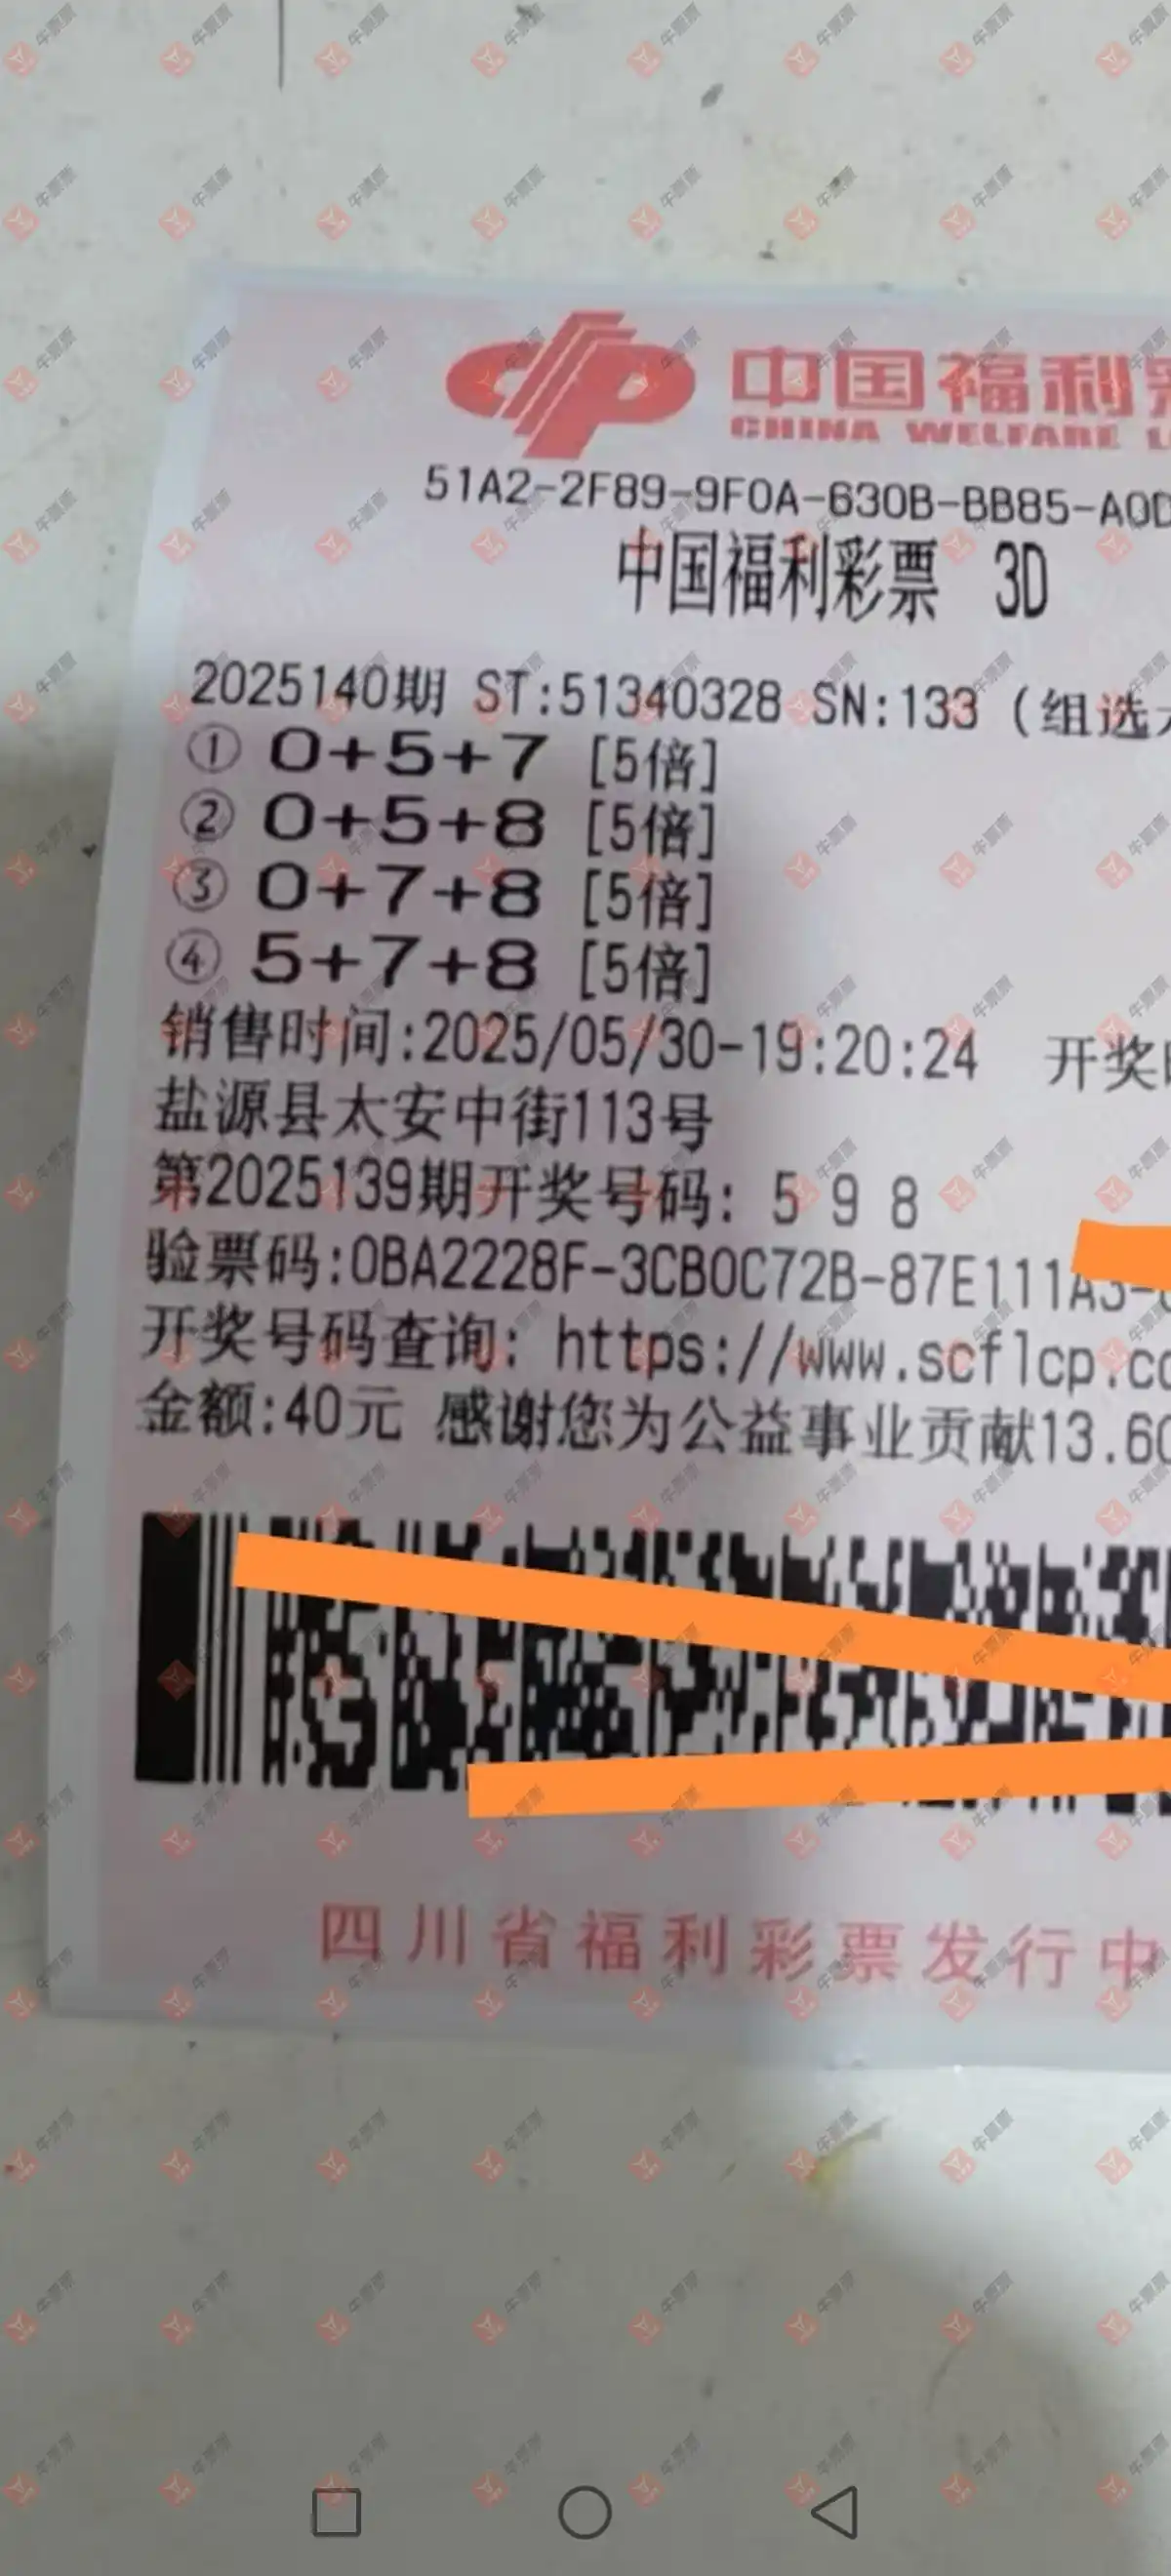 中国福利
CHINA WELFARE
51A2-2F89-9F0A-630B-BB85-A0D
中国福利彩票 3D
2025140期 ST:51340328 SN:133 (组选
① 0+5+7 [5倍]
② 0+5+8 [5倍]
③ 0+7+8 [5倍]
④ 5+7+8 [5倍]
销售时间:2025/05/30-19:20:24 开奖
盐源县太安中街113号
第2025139期开奖号码: 5 9 8
验票码:0BA2228F-3CB0C72B-87E111A3-
开奖号码查询: https://www.scflcp.co
金额:40元 感谢您为公益事业贡献13.60
四川省福利彩票发行中